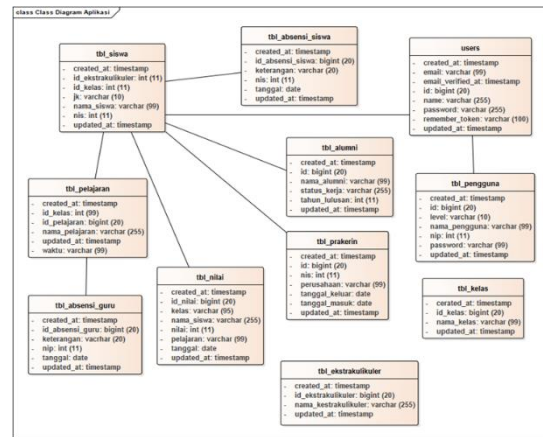 class Class Diagram Aplikasi
tbl_siswa
- created_at: timestamp
- id_ekstrakulikuler: int (11)
- id_kelas: int (11)
- jk: varchar (10)
- nama_siswa: varchar (99)
- nis: int (11)
- updated_at: timestamp
tbl_absensi_siswa
- created_at: timestamp
- id_absensi_siswa: bigint (20)
- keterangan: varchar (20)
- nis: int (11)
- tanggal: date
- updated_at: timestamp
users
- created_at: timestamp
- email: varchar (99)
- email_verified_at: timestamp
- id: bigint (20)
- name: varchar (255)
- password: varchar (255)
- remember_token: varchar (100)
- updated_at: timestamp
tbl_alumni
- created_at: timestamp
- id: bigint (20)
- nama_alumni: varchar (99)
- status_kerja: varchar (255)
- tahun_lulusan: int (11)
- updated_at: timestamp
tbl_pelajaran
- created_at: timestamp
- id_kelas: int (99)
- id_pelajaran: bigint (20)
- nama_pelajaran: varchar (255)
- updated_at: timestamp
- waktu: varchar (99)
tbl_pengguna
- created_at: timestamp
- id: bigint (20)
- level: varchar (10)
- nama_pengguna: varchar (99)
- nip: int (11)
- password: varchar (99)
- updated_at: timestamp
tbl_prakerin
- created_at: timestamp
- id: bigint (20)
- nis: int (11)
- perusahaan: varchar (99)
- tanggal_keluar: date
- tanggal_masuk: date
- updated_at: timestamp
tbl_nilai
- created_at: timestamp
- id_nilai: bigint (20)
- kelas: varchar (95)
- nama_siswa: varchar (255)
- nilai: int (11)
- pelajaran: varchar (99)
- tanggal: date
- updated_at: timestamp
tbl_kelas
- cerated_at: timestamp
- id_kelas: bigint (20)
- nama_kelas: varchar (99)
- updated_at: timestamp
tbl_absensi_guru
- created_at: timestamp
- id_absensi_guru: bigint (20)
- keterangan: vacrhar (20)
- nip: int (11)
- tanggal: date
- updated_at: timestamp
tbl_ekstrakulikuler
- created_at: timestamp
- id_ekstrakulikuler: bigint (20)
- nama_kestrakulikuler: varchar (255)
- updated_at: timestamp